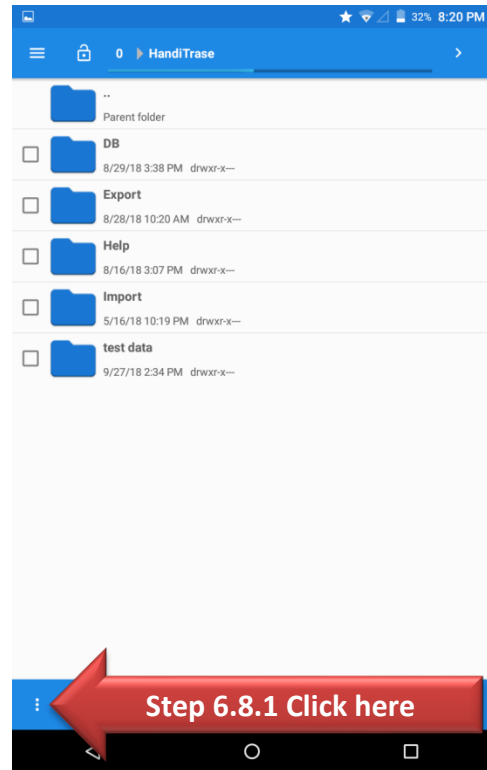 32% 8:20 PM
0 HandiTrase
..
Parent folder
DB
8/29/18 3:38 PM drwxr-x---
Export
8/28/18 10:20 AM drwxr-x---
Help
8/16/18 3:07 PM drwxr-x---
Import
5/16/18 10:19 PM drwxr-x---
test data
9/27/18 2:34 PM drwxr-x---
Step 6.8.1 Click here